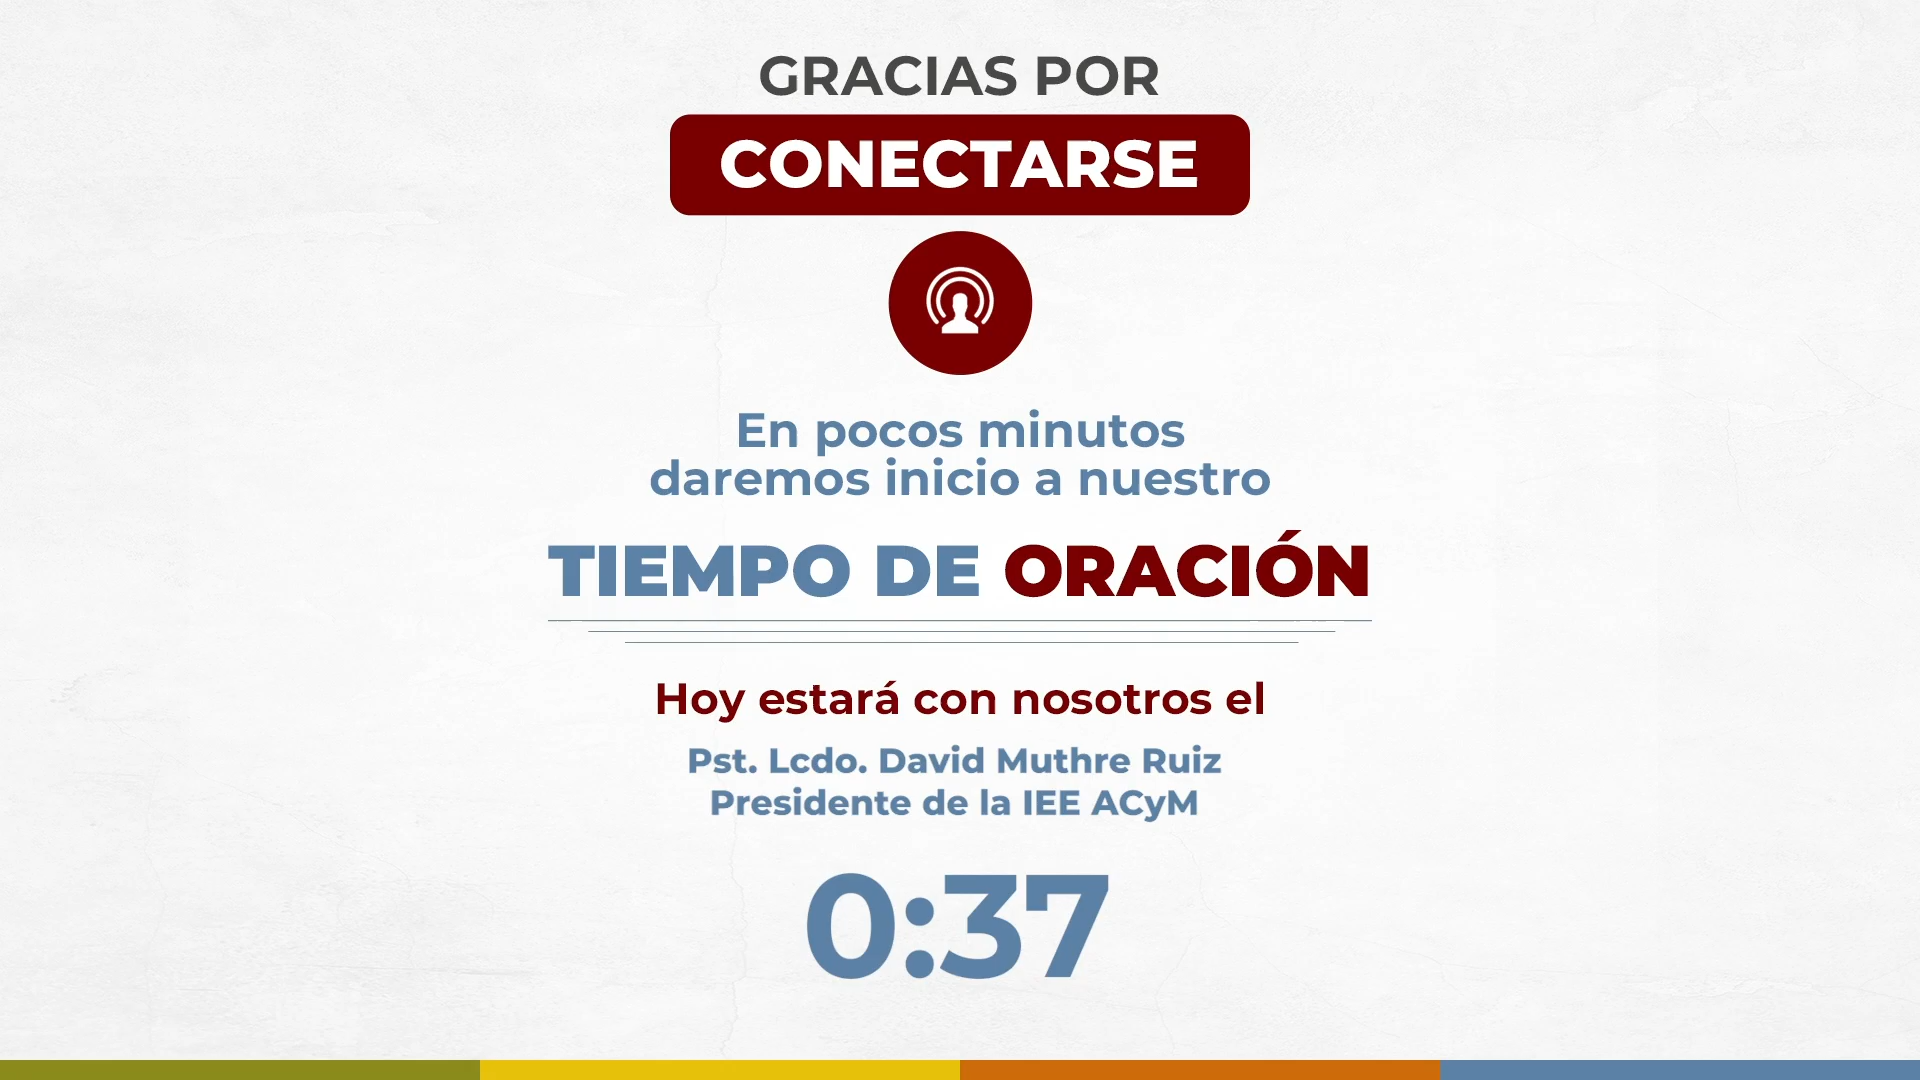 GRACIAS POR
CONECTARSE
En pocos minutos
daremos inicio a nuestro
TIEMPO DE ORACIÓN
Hoy estará con nosotros el
Pst. Lcdo. David Muthre Ruiz
Presidente de la IEE ACyM
0:37